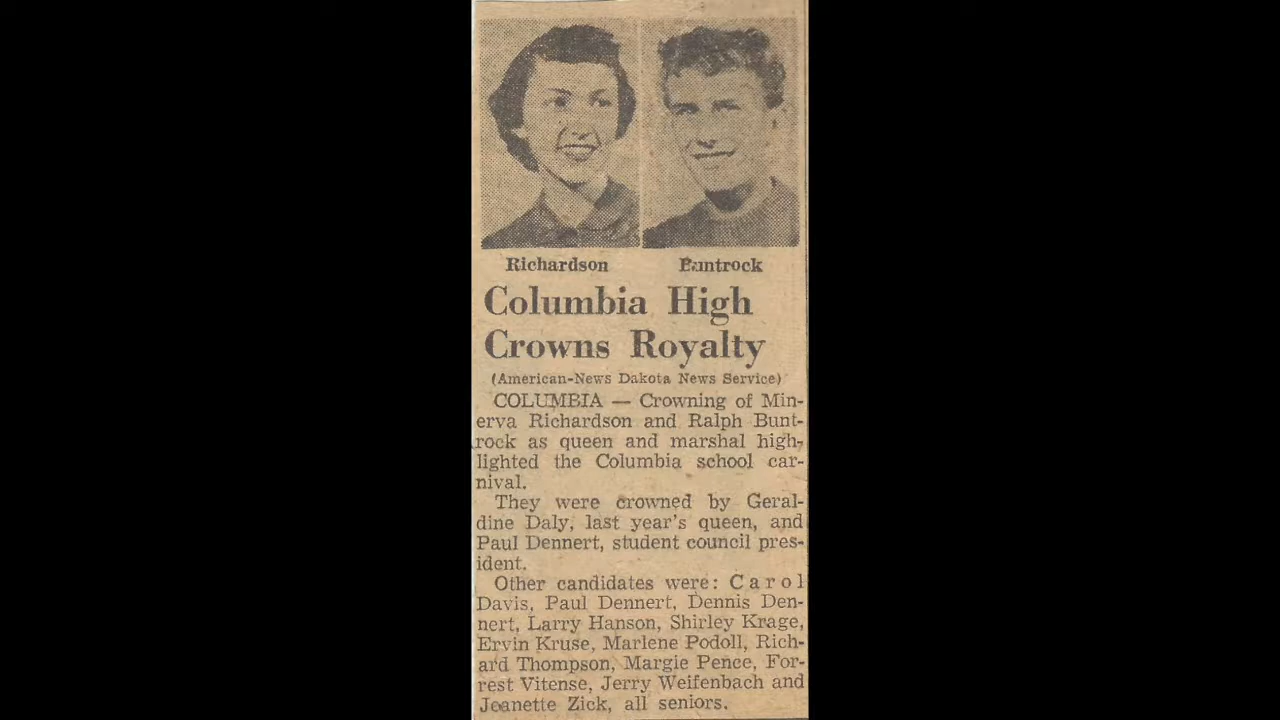 Richardson Buntrock
Columbia High
Crowns Royalty
(American-News Dakota News Service)
COLUMBIA — Crowning of Min-
erva Richardson and Ralph Bunt-
rock as queen and marshal high-
lighted the Columbia school car-
nival.
They were crowned by Geral-
dine Daly, last year's queen, and
Paul Dennert, student council pres-
ident.
Other candidates were: Carol
Davis, Paul Dennert, Dennis Den-
nert, Larry Hanson, Shirley Krage,
Ervin Kruse, Marlene Podoll, Rich-
ard Thompson, Margie Pence, For-
rest Vitense, Jerry Weifenbach and
Jeanette Zick, all seniors.